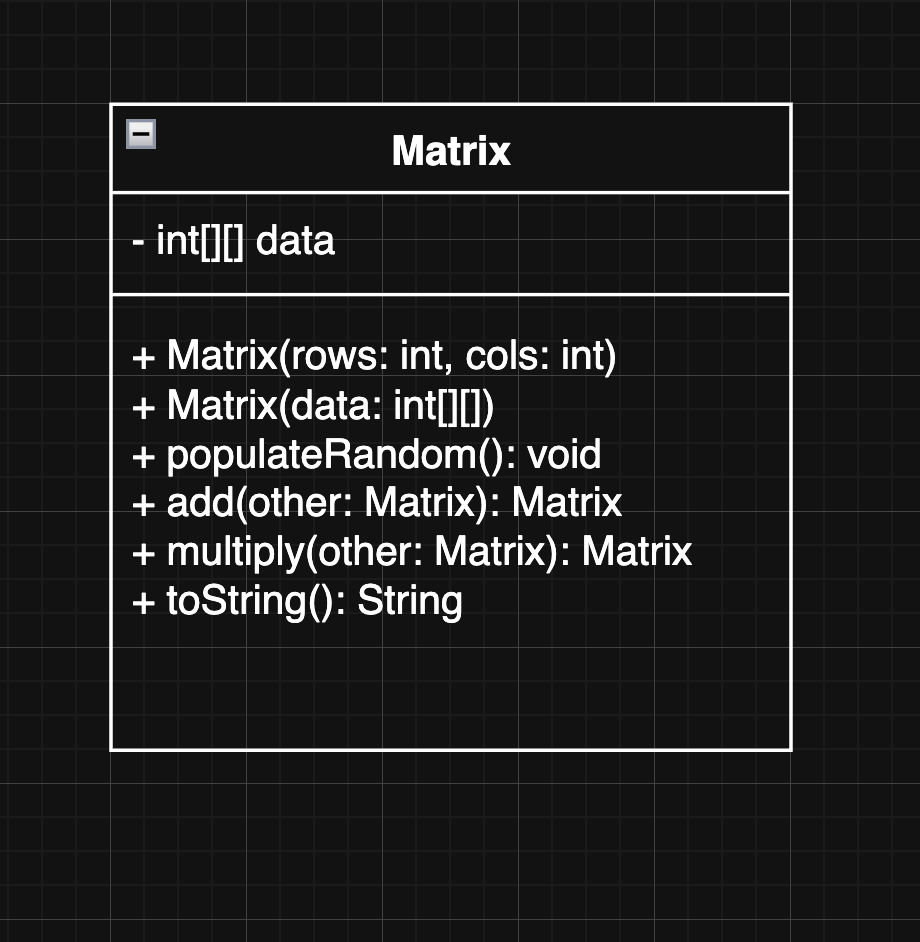 Matrix
- int[][] data
+ Matrix(rows: int, cols: int)
+ Matrix(data: int[][])
+ populateRandom(): void
+ add(other: Matrix): Matrix
+ multiply(other: Matrix): Matrix
+ toString(): String